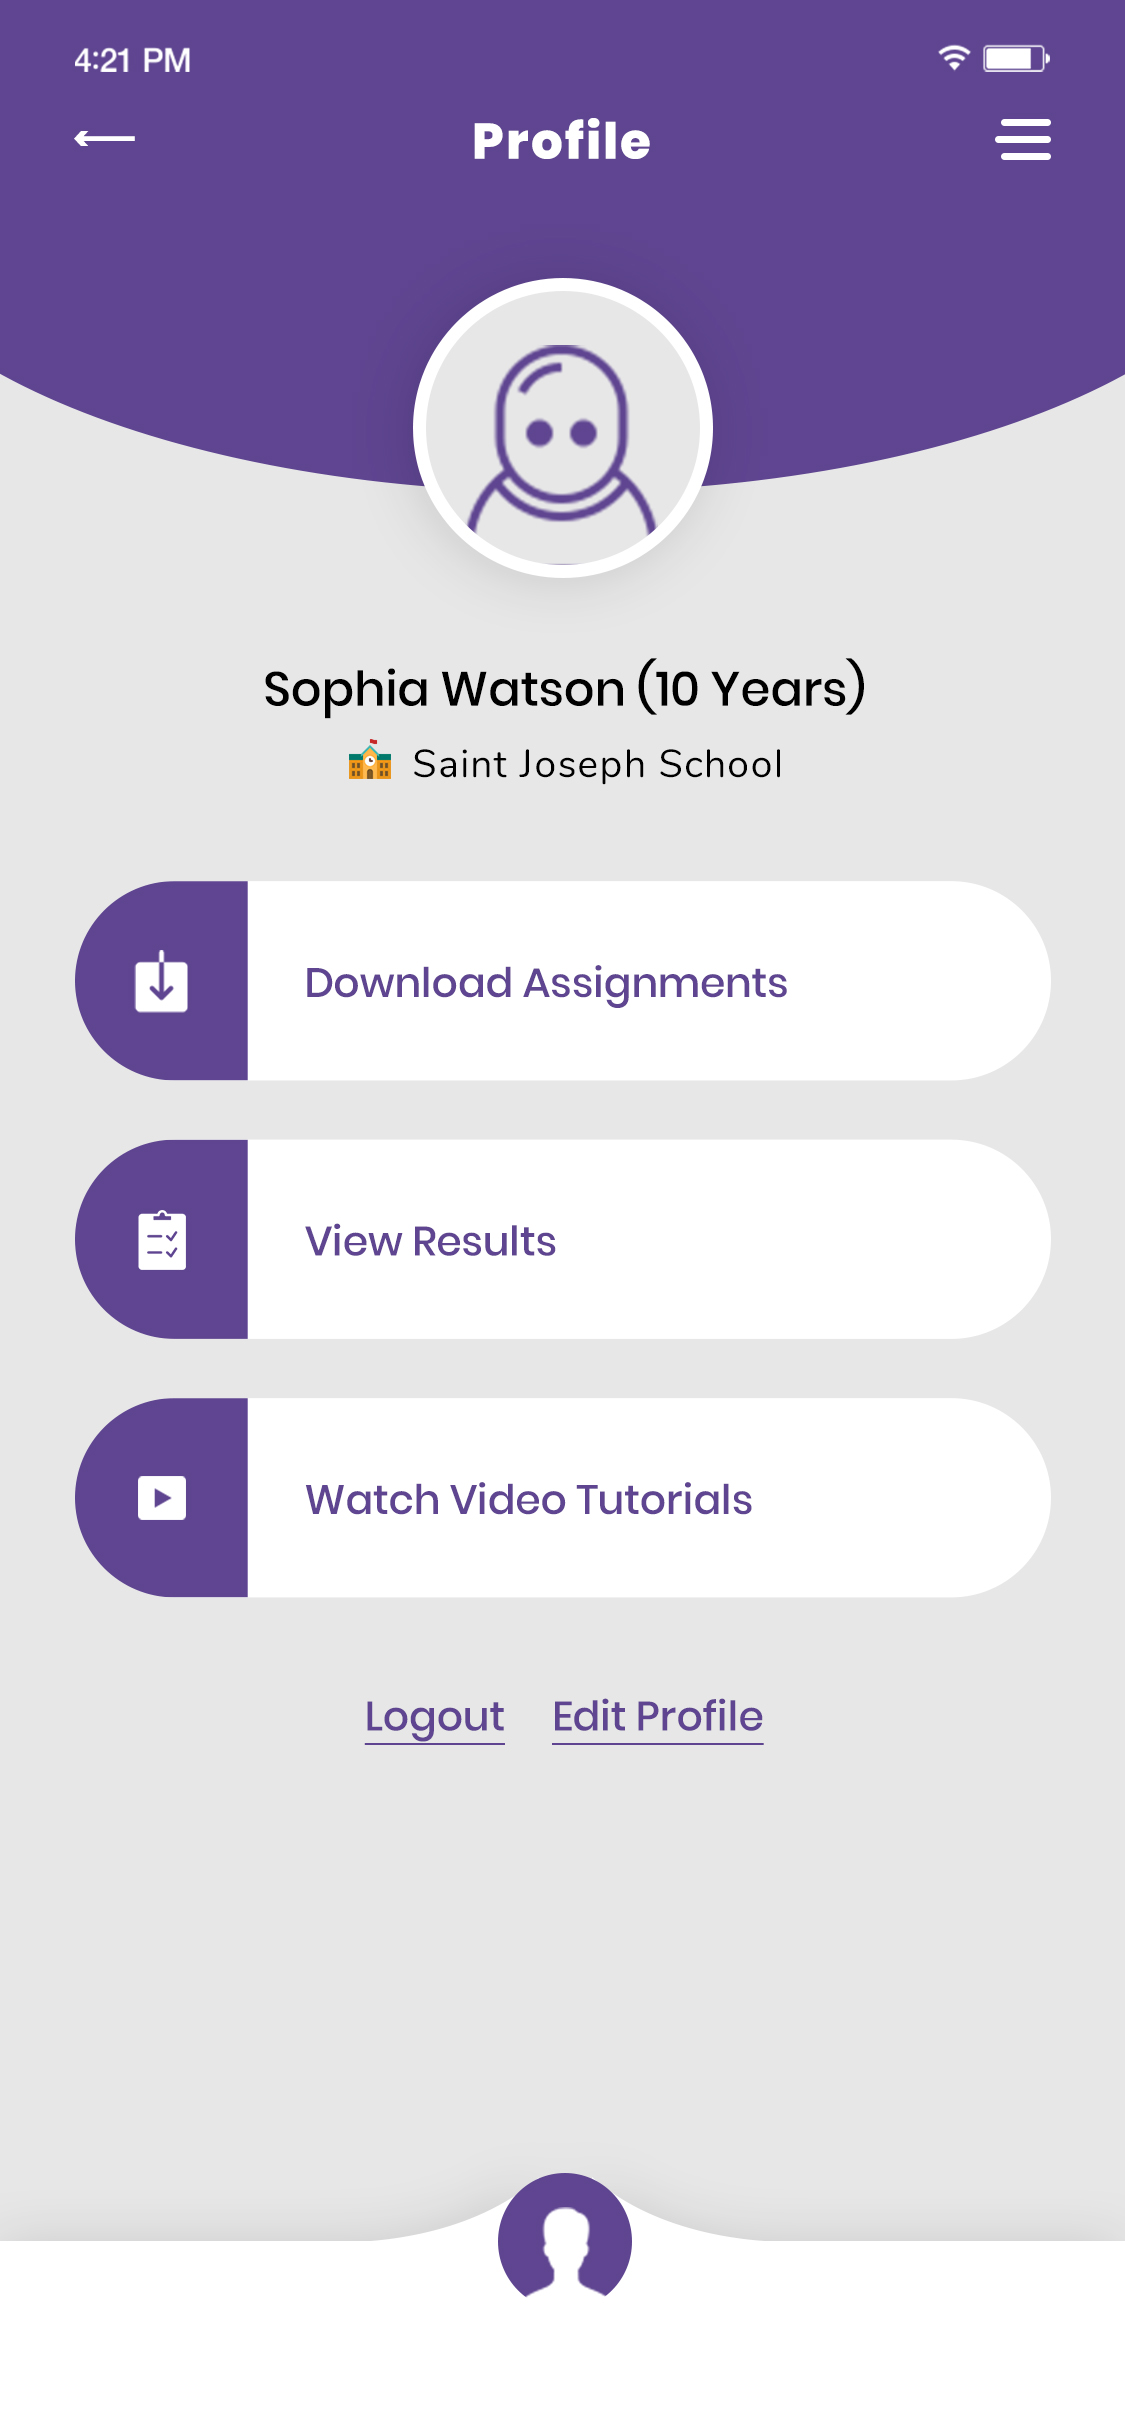 4:21 PM
Profile
Sophia Watson (10 Years)
Saint Joseph School
Download Assignments
View Results
Watch Video Tutorials
Logout Edit Profile